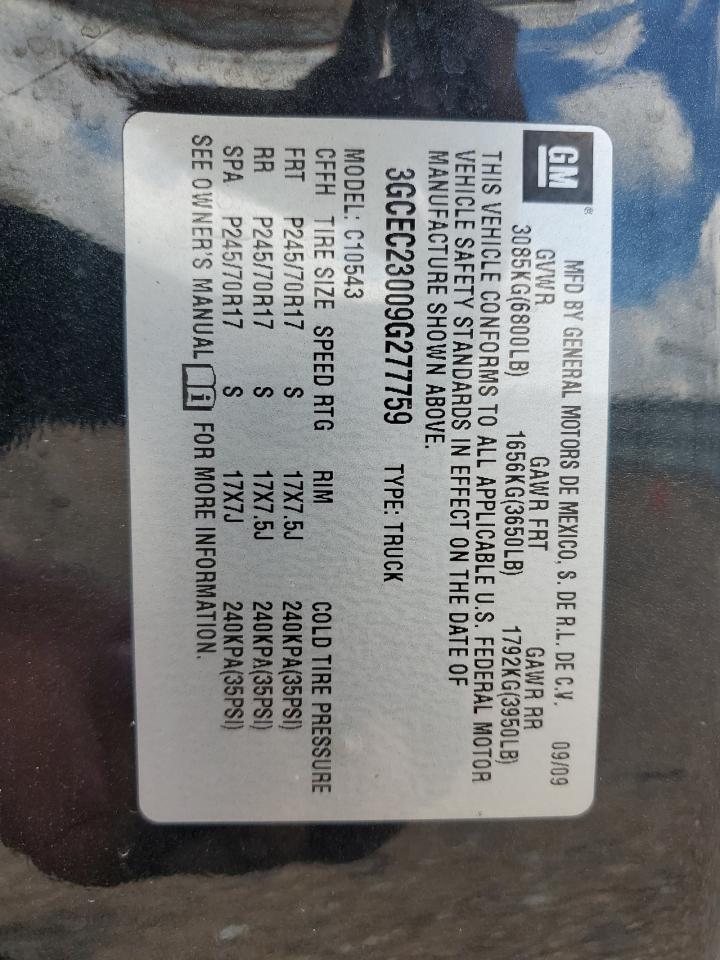 GM® MFD BY GENERAL MOTORS DE MEXICO, S. DE R.L. DE C.V. 09/09
GVWR GAWR FRT GAWR RR
3085KG(6800LB) 1656KG(3650LB) 1792KG(3950LB)
THIS VEHICLE CONFORMS TO ALL APPLICABLE U.S. FEDERAL MOTOR
VEHICLE SAFETY STANDARDS IN EFFECT ON THE DATE OF
MANUFACTURE SHOWN ABOVE.
3GCEC23009G277759 TYPE: TRUCK
MODEL: C10543
CFFH TIRE SIZE SPEED RTG RIM COLD TIRE PRESSURE
FRT P245/70R17 S 17X7.5J 240KPA(35PSI)
RR P245/70R17 S 17X7.5J 240KPA(35PSI)
SPA P245/70R17 S 17X7J 240KPA(35PSI)
SEE OWNER'S MANUAL i FOR MORE INFORMATION.